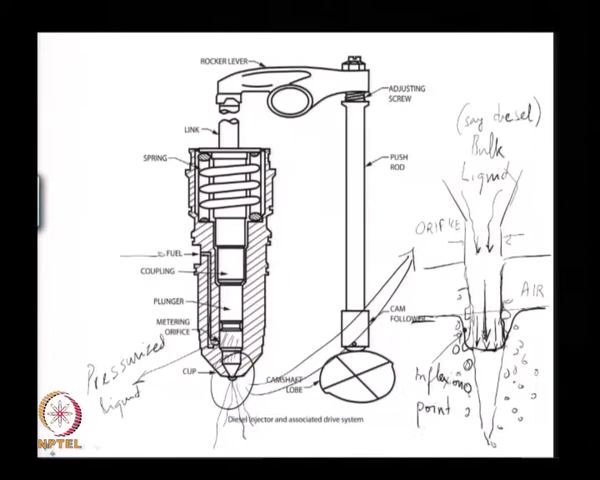 ROCKER LEVER
ADJUSTING
SCREW
LINK
SPRING
PUSH
ROD
FUEL
COUPLING
PLUNGER
METERING
ORIFICE
CUP
CAM
FOLLOWE
CAMSHAFT
LOBE
Diesel injector and associated drive system
Pressurized
liquid
(say diesel)
Bulk
Liquid
ORIFICE
AIR
Inflexion
point
NPTEL